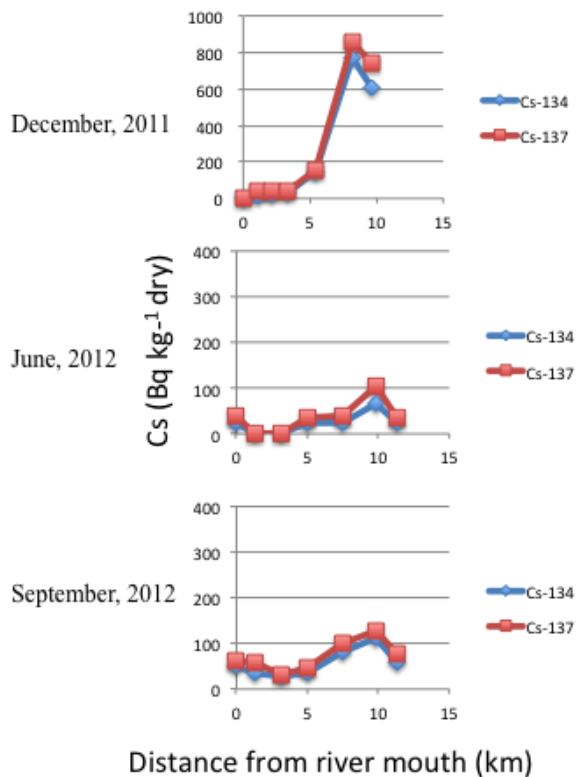 1000
800
600
400
200
0
0 5 10 15
December, 2011
Cs-134
Cs-137
Cs (Bq kg-1 dry)
400
300
200
100
0
0 5 10 15
June, 2012
Cs-134
Cs-137
400
300
200
100
0
0 5 10 15
September, 2012
Cs-134
Cs-137
Distance from river mouth (km)